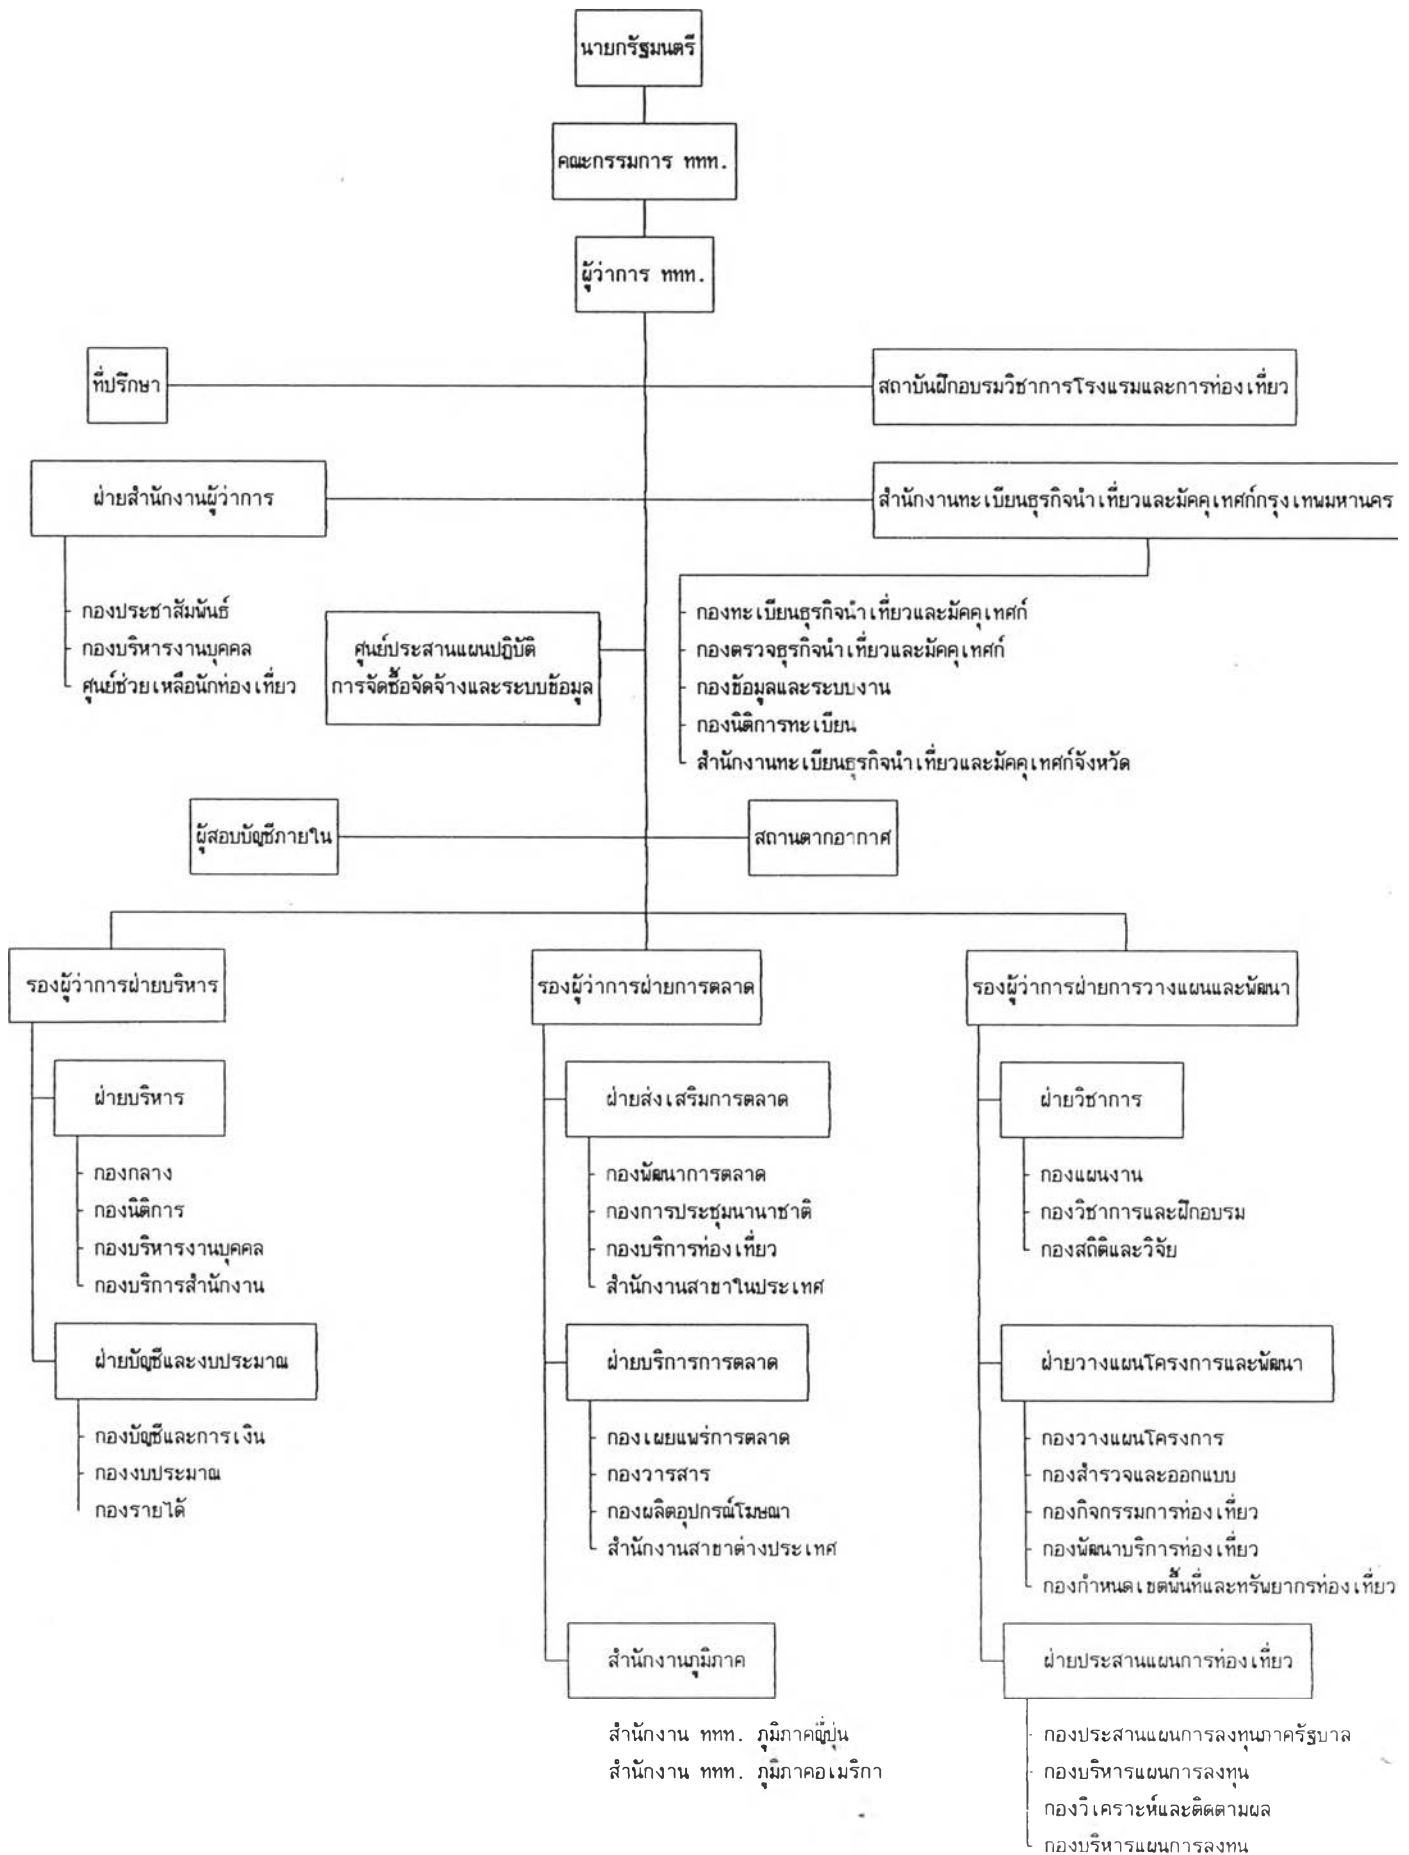 นายกรัฐมนตรี
คณะกรรมการ ททท.
ผู้ว่าการ ททท.
ที่ปรึกษา
สถาบันฝึกอบรมวิชาการโรงแรมและการท่องเที่ยว
ฝ่ายสำนักงานผู้ว่าการ
สำนักงานทะเบียนธุรกิจนำเที่ยวและมัคคุเทศก์กรุงเทพมหานคร
กองประชาสัมพันธ์
กองบริหารงานบุคคล
ศูนย์ช่วยเหลือนักท่องเที่ยว
ศูนย์ประสานแผนปฏิบัติ
การจัดซื้อจัดจ้างและระบบข้อมูล
กองทะเบียนธุรกิจนำเที่ยวและมัคคุเทศก์
กองตรวจธุรกิจนำเที่ยวและมัคคุเทศก์
กองข้อมูลและระบบงาน
กองนิติการทะเบียน
สำนักงานทะเบียนธุรกิจนำเที่ยวและมัคคุเทศก์จังหวัด
ผู้สอบบัญชีภายใน
สถานตากอากาศ
รองผู้ว่าการฝ่ายบริหาร
ฝ่ายบริหาร
กองกลาง
กองนิติการ
กองบริหารงานบุคคล
กองบริการสำนักงาน
ฝ่ายบัญชีและงบประมาณ
กองบัญชีและการเงิน
กองงบประมาณ
กองรายได้
รองผู้ว่าการฝ่ายการตลาด
ฝ่ายส่งเสริมการตลาด
กองพัฒนาการตลาด
กองการประชุมนานาชาติ
กองบริการท่องเที่ยว
สำนักงานสาขาในประเทศ
ฝ่ายบริการการตลาด
กองเผยแพร่การตลาด
กองวารสาร
กองผลิตอุปกรณ์โฆษณา
สำนักงานสาขาต่างประเทศ
สำนักงานภูมิภาค
สำนักงาน ททท. ภูมิภาคญี่ปุ่น
สำนักงาน ททท. ภูมิภาคอเมริกา
รองผู้ว่าการฝ่ายการวางแผนและพัฒนา
ฝ่ายวิชาการ
กองแผนงาน
กองวิชาการและฝึกอบรม
กองสถิติและวิจัย
ฝ่ายวางแผนโครงการและพัฒนา
กองวางแผนโครงการ
กองสำรวจและออกแบบ
กองกิจกรรมการท่องเที่ยว
กองพัฒนาบริการท่องเที่ยว
กองกำหนดเขตพื้นที่และทรัพยากรท่องเที่ยว
ฝ่ายประสานแผนการท่องเที่ยว
กองประสานแผนการลงทุนภาครัฐบาล
กองบริหารแผนการลงทุน
กองวิเคราะห์และติดตามผล
กองบริหารแผนการลงทุน